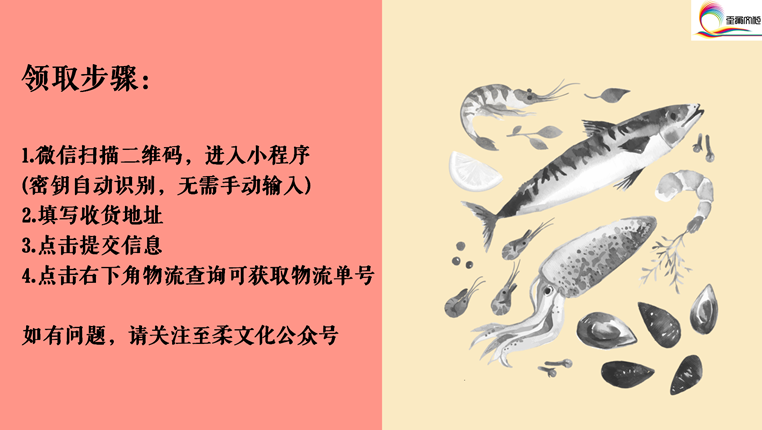 领取步骤：
1.微信扫描二维码，进入小程序
(密钥自动识别，无需手动输入)
2.填写收货地址
3.点击提交信息
4.点击右下角物流查询可获取物流单号
如有问题，请关注至柔文化公众号